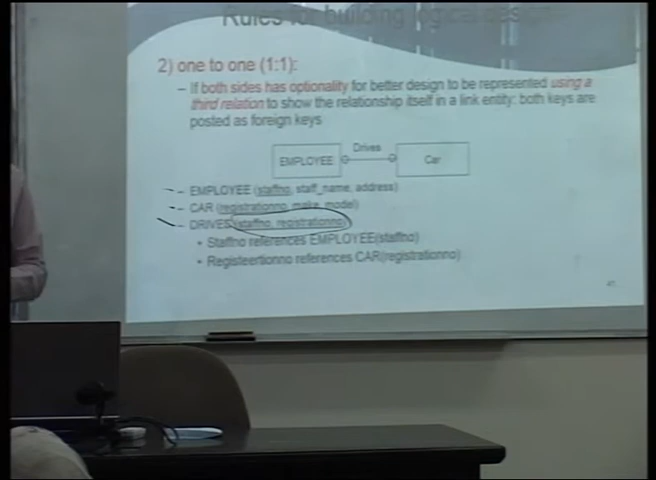 Rules for building logical design
2) one to one (1:1):
– If both sides has optionality for better design to be represented using a
third relation to show the relationship itself in a link entity: both keys are
posted as foreign keys
EMPLOYEE Drives Car
– EMPLOYEE (staffno, staff_name, address)
– CAR (registrationno, make, model)
– DRIVES(staffno, registrationno)
• Staffno references EMPLOYEE(staffno)
• Registeertionno references CAR(registrationno)